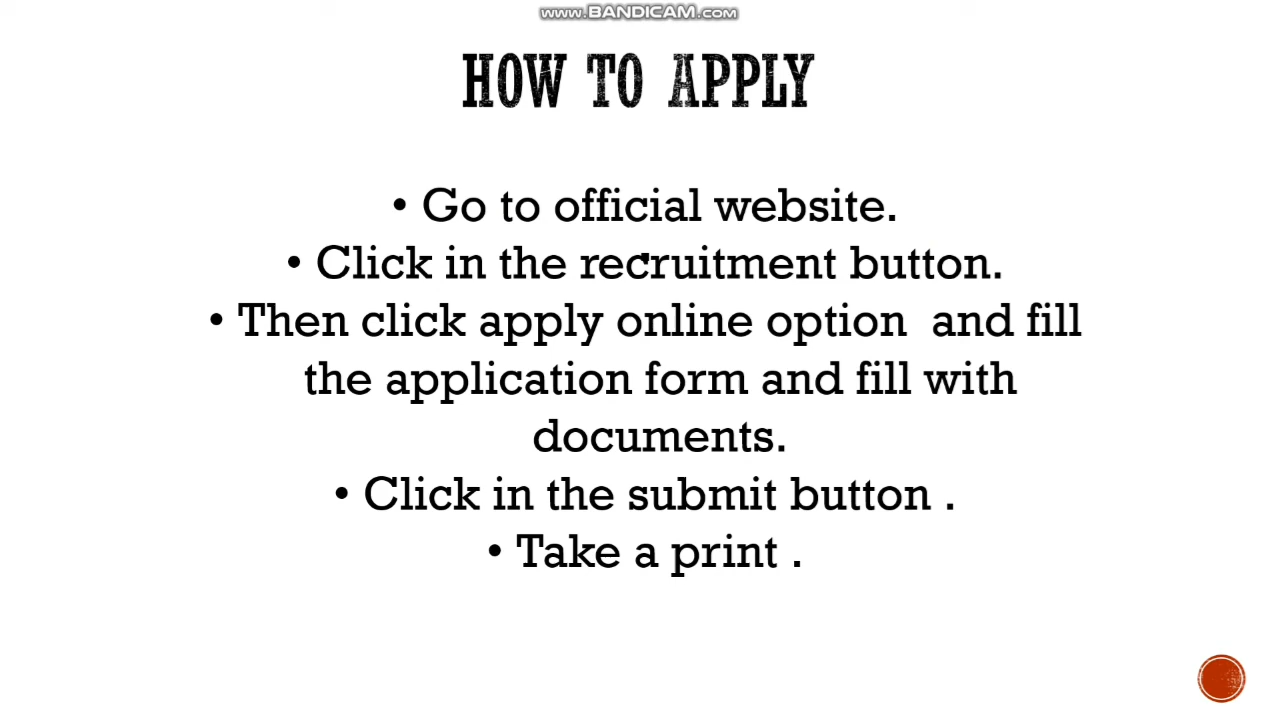 www.BANDICAM.com
HOW TO APPLY
• Go to official website.
• Click in the recruitment button.
• Then click apply online option and fill
the application form and fill with
documents.
• Click in the submit button .
• Take a print .